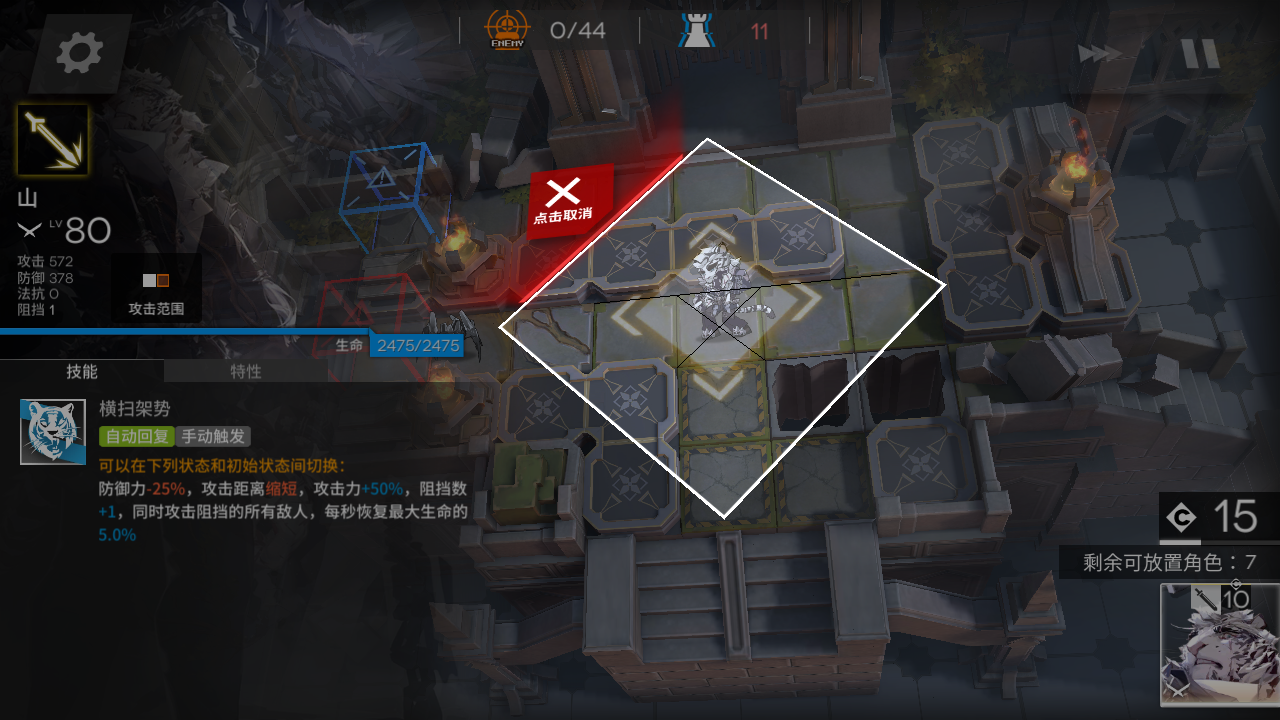 ENEMY
0/44
11
点击取消
山
LV 80
攻击 572
防御 378
法抗 0
阻挡 1
攻击范围
生命 2475/2475
技能 特性
横扫架势
自动回复 手动触发
可以在下列状态和初始状态间切换：
防御力-25%，攻击距离缩短，攻击力+50%，阻挡数
+1，同时攻击阻挡的所有敌人，每秒恢复最大生命的
5.0%
C 15
剩余可放置角色：7
10